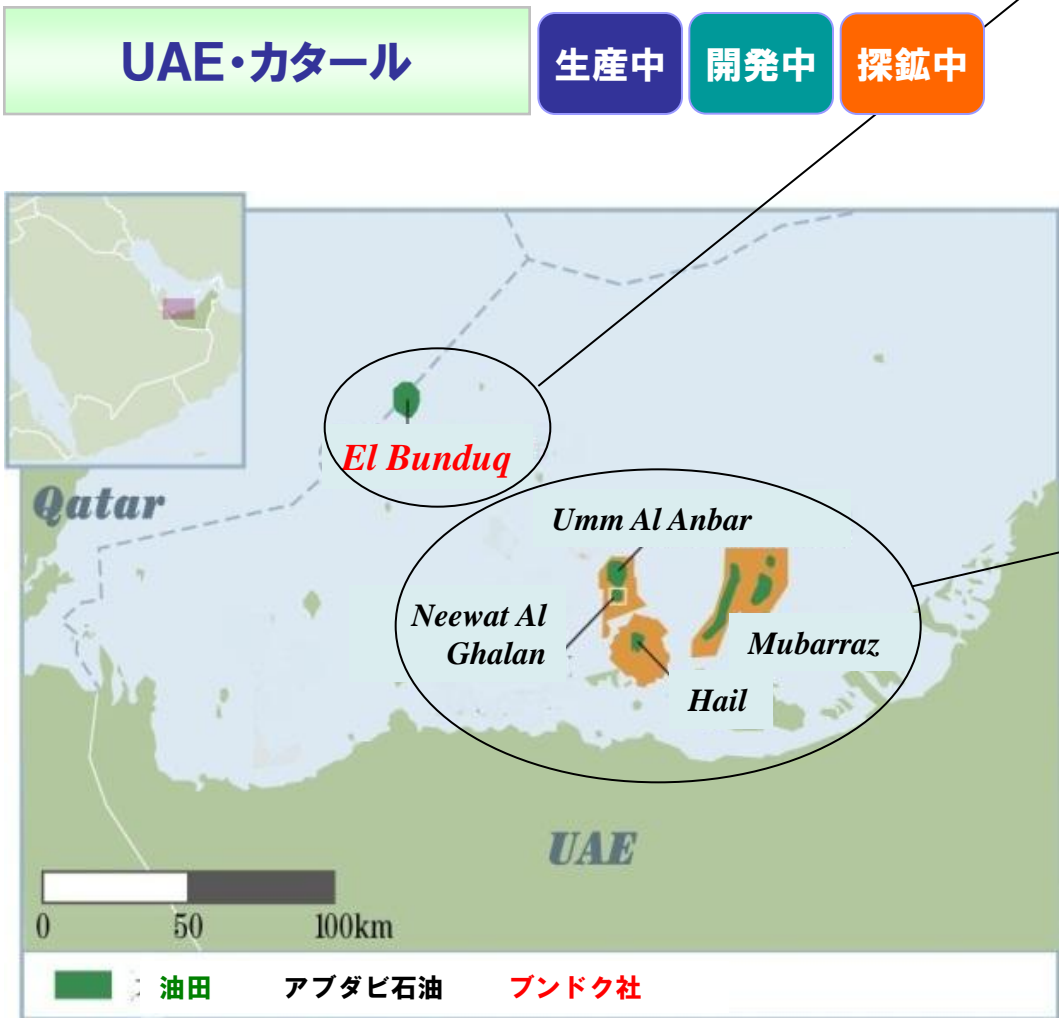 UAE・カタール
生産中
開発中
探鉱中
El Bunduq
Qatar
Umm Al Anbar
Neewat Al
Ghalan
Mubarraz
Hail
UAE
0 50 100km
油田 アブダビ石油 ブンドク社